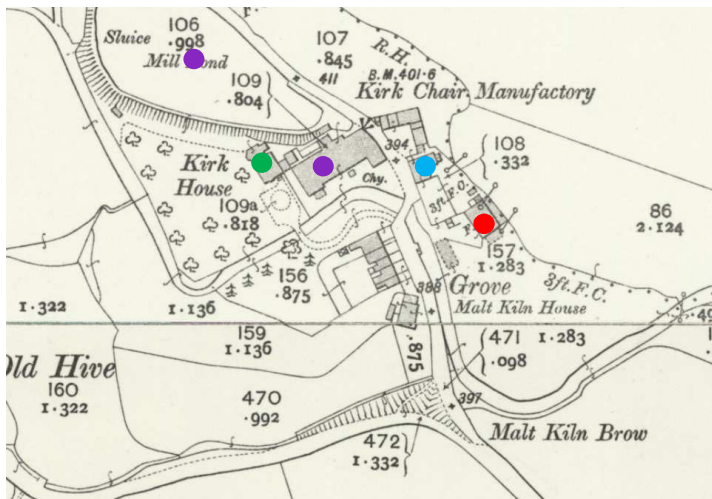 106
.998
Sluice
Mill Pond
107
.845
411
R.H.
B.M.401.6
109
.804
Kirk Chair Manufactory
394
108
.332
Kirk
House
Chy.
3ft.F.C.
109a
.818
86
2.124
156
.875
157
1.283
3ft.F.C.
388
Grove
Malt Kiln House
1.322
1.136
159
1.136
.875
471
.098
1.283
Old Hive
160
1.322
470
.992
397
Malt Kiln Brow
472
1.332